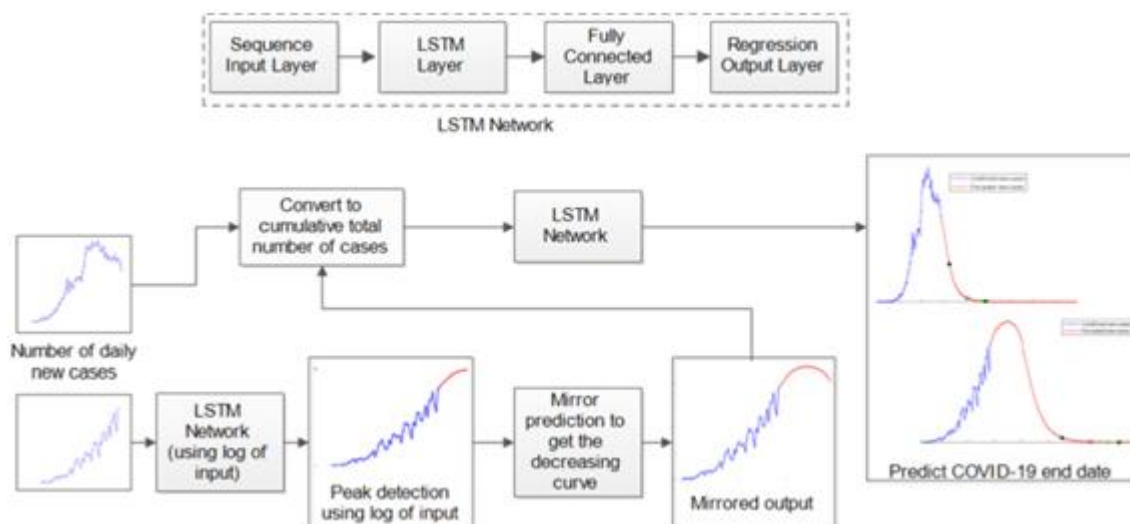 Sequence
Input Layer
LSTM
Layer
Fully
Connected
Layer
Regression
Output Layer
LSTM Network
Convert to
cumulative total
number of cases
LSTM
Network
Number of daily
new cases
LSTM
Network
(using log of
input)
Peak detection
using log of input
Mirror
prediction to
get the
decreasing
curve
Mirrored output
Predict COVID-19 end date